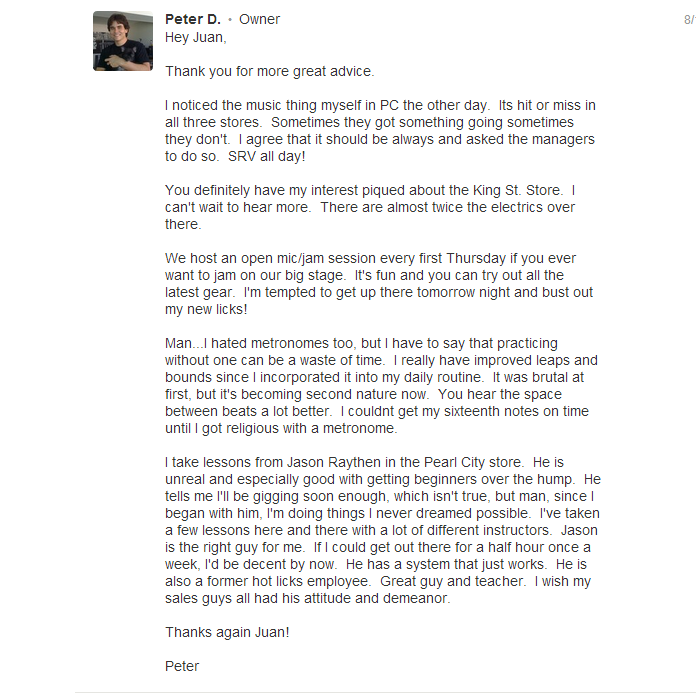 Peter D. • Owner
8/
Hey Juan,
Thank you for more great advice.
I noticed the music thing myself in PC the other day.  Its hit or miss in
all three stores.  Sometimes they got something going sometimes
they don't.  I agree that it should be always and asked the managers
to do so.  SRV all day!
You definitely have my interest piqued about the King St. Store.  I
can't wait to hear more.  There are almost twice the electrics over
there.
We host an open mic/jam session every first Thursday if you ever
want to jam on our big stage.  It's fun and you can try out all the
latest gear.  I'm tempted to get up there tomorrow night and bust out
my new licks!
Man...I hated metronomes too, but I have to say that practicing
without one can be a waste of time.  I really have improved leaps and
bounds since I incorporated it into my daily routine.  It was brutal at
first, but it's becoming second nature now.  You hear the space
between beats a lot better.  I couldnt get my sixteenth notes on time
until I got religious with a metronome.
I take lessons from Jason Raythen in the Pearl City store.  He is
unreal and especially good with getting beginners over the hump.  He
tells me I'll be gigging soon enough, which isn't true, but man, since I
began with him, I'm doing things I never dreamed possible.  I've taken
a few lessons here and there with a lot of different instructors.  Jason
is the right guy for me.  If I could get out there for a half hour once a
week, I'd be decent by now.  He has a system that just works.  He is
also a former hot licks employee.  Great guy and teacher.  I wish my
sales guys all had his attitude and demeanor.
Thanks again Juan!
Peter